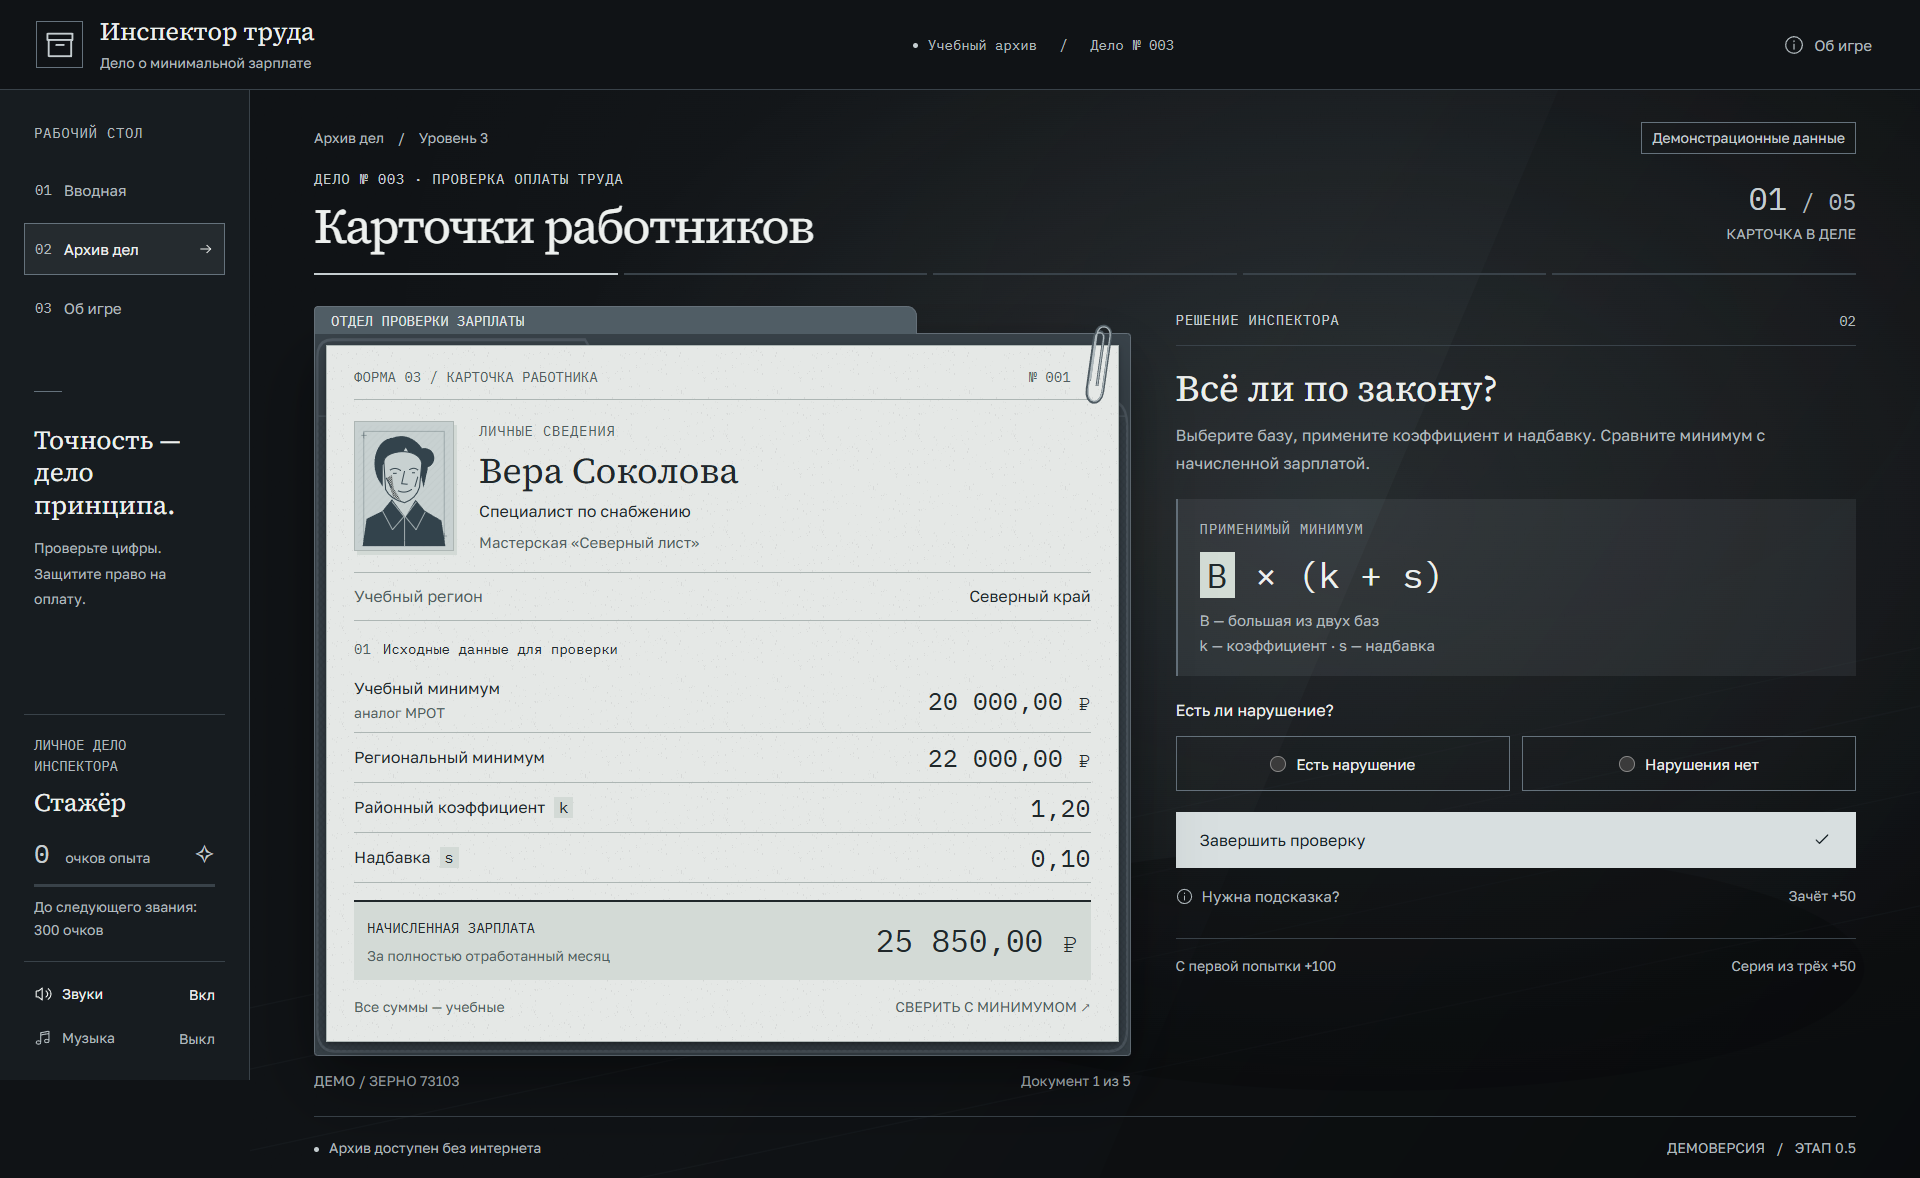 Инспектор труда
Дело о минимальной зарплате
• Учебный архив / Дело № 003
Об игре
РАБОЧИЙ СТОЛ
01 Вводная
02 Архив дел →
03 Об игре
Точность —
дело
принципа.
Проверьте цифры.
Защитите право на
оплату.
ЛИЧНОЕ ДЕЛО
ИНСПЕКТОРА
Стажёр
0 очков опыта
До следующего звания:
300 очков
Звуки Вкл
Музыка Выкл
Архив дел / Уровень 3
Демонстрационные данные
ДЕЛО № 003 · ПРОВЕРКА ОПЛАТЫ ТРУДА
Карточки работников
01 / 05
КАРТОЧКА В ДЕЛЕ
ОТДЕЛ ПРОВЕРКИ ЗАРПЛАТЫ
ФОРМА 03 / КАРТОЧКА РАБОТНИКА № 001
ЛИЧНЫЕ СВЕДЕНИЯ
Вера Соколова
Специалист по снабжению
Мастерская «Северный лист»
Учебный регион Северный край
01 Исходные данные для проверки
Учебный минимум
аналог МРОТ
20 000,00 ₽
Региональный минимум 22 000,00 ₽
Районный коэффициент k 1,20
Надбавка s 0,10
НАЧИСЛЕННАЯ ЗАРПЛАТА
За полностью отработанный месяц
25 850,00 ₽
Все суммы — учебные СВЕРИТЬ С МИНИМУМОМ ↗
ДЕМО / ЗЕРНО 73103 Документ 1 из 5
РЕШЕНИЕ ИНСПЕКТОРА 02
Всё ли по закону?
Выберите базу, примените коэффициент и надбавку. Сравните минимум с
начисленной зарплатой.
ПРИМЕНИМЫЙ МИНИМУМ
B × (k + s)
B — большая из двух баз
k — коэффициент · s — надбавка
Есть ли нарушение?
Есть нарушение Нарушения нет
Завершить проверку ✓
Нужна подсказка? Зачёт +50
С первой попытки +100 Серия из трёх +50
• Архив доступен без интернета
ДЕМОВЕРСИЯ / ЭТАП 0.5